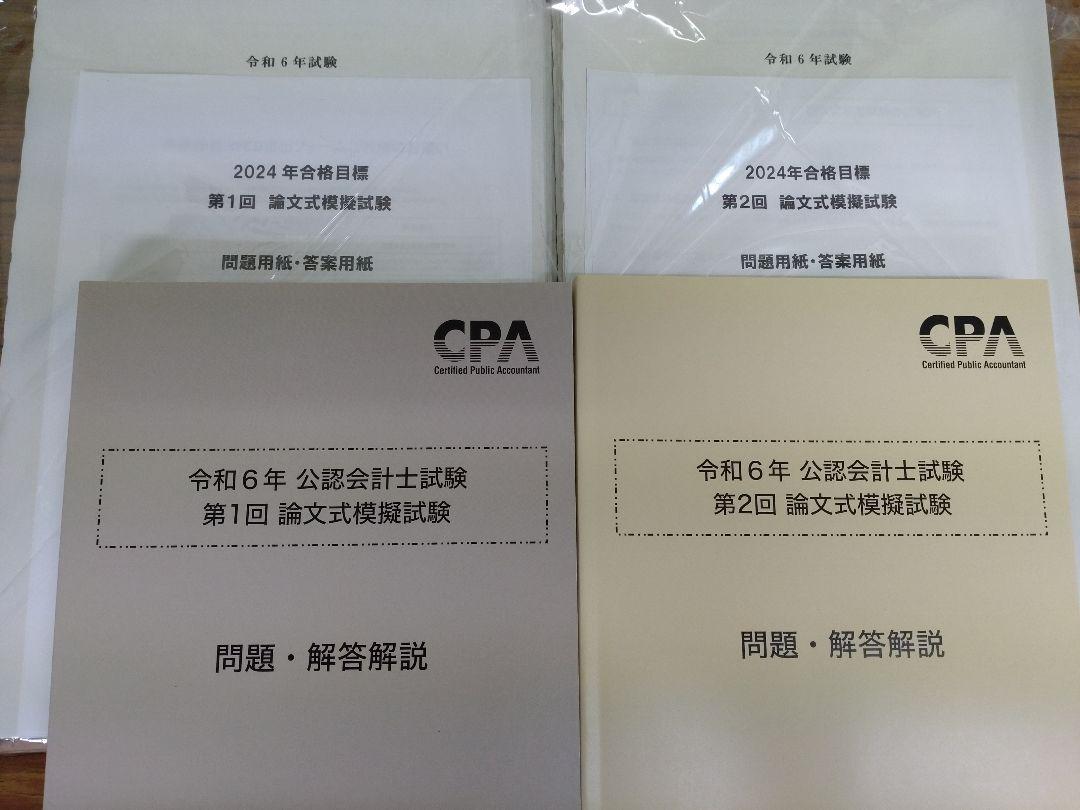 令和6年試験
2024年合格目標
第1回 論文式模擬試験
問題用紙・答案用紙
令和6年試験
2024年合格目標
第2回 論文式模擬試験
問題用紙・答案用紙
CPA
Certified Public Accountant
令和6年 公認会計士試験
第1回 論文式模擬試験
問題・解答解説
CPA
Certified Public Accountant
令和6年 公認会計士試験
第2回 論文式模擬試験
問題・解答解説